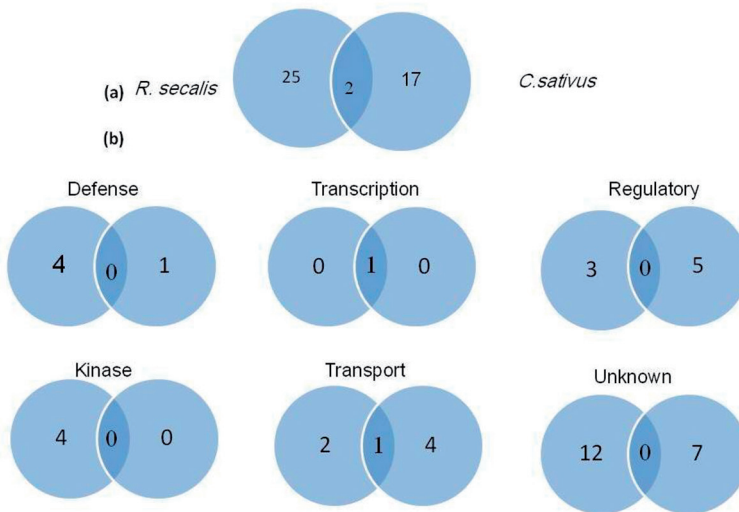 25 2 17
(a) R. secalis C.sativus
(b)
Defense Transcription Regulatory
4 0 1 0 1 0 3 0 5
Kinase Transport Unknown
4 0 0 2 1 4 12 0 7